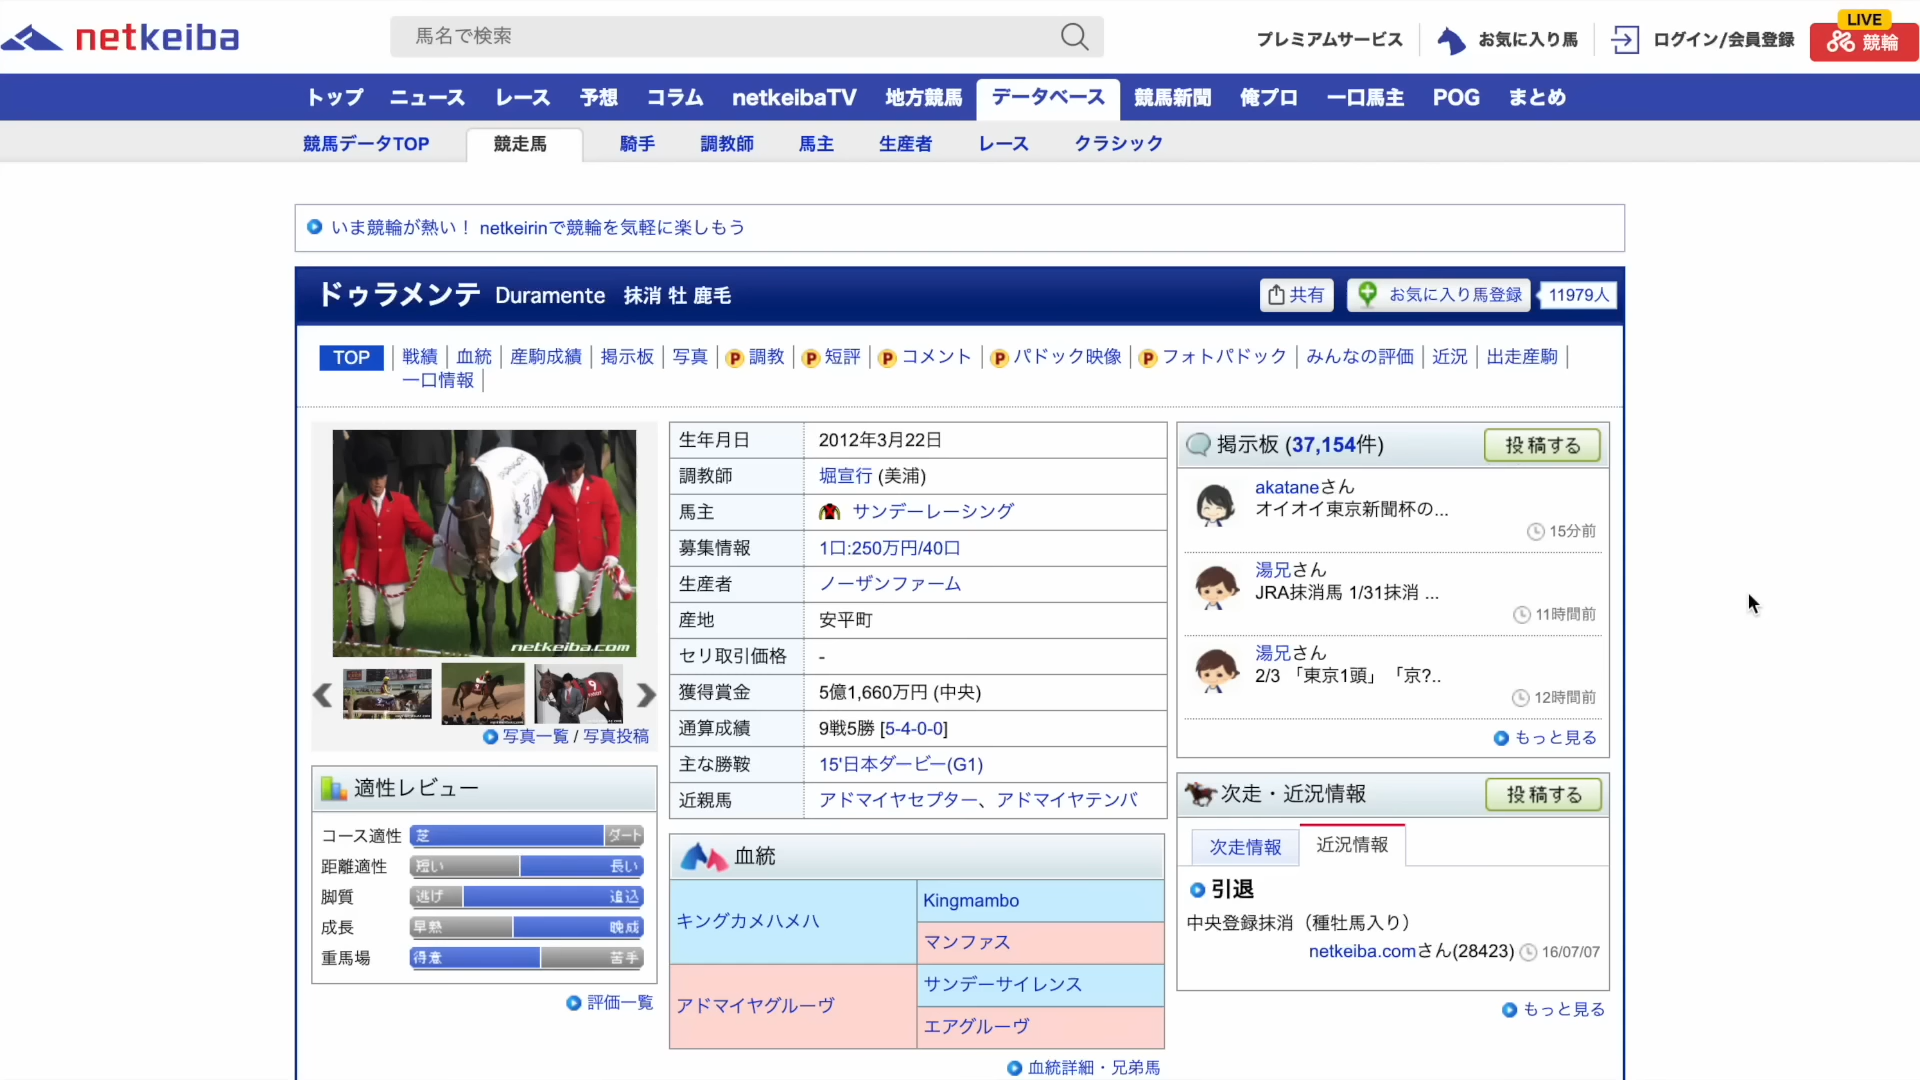 netkeiba
馬名で検索
プレミアムサービス
お気に入り馬
ログイン/会員登録
LIVE
競輪
トップ ニュース レース 予想 コラム netkeibaTV 地方競馬 データベース 競馬新聞 俺プロ 一口馬主 POG まとめ
競馬データTOP 競走馬 騎手 調教師 馬主 生産者 レース クラシック
いま競輪が熱い！ netkeirinで競輪を気軽に楽しもう
ドゥラメンテ Duramente 抹消 牡 鹿毛
共有
お気に入り馬登録
11979人
TOP 戦績 血統 産駒成績 掲示板 写真 P 調教 P 短評 P コメント P パドック映像 P フォトパドック みんなの評価 近況 出走産駒
一口情報
netkeiba.com
写真一覧 / 写真投稿
適性レビュー
コース適性 芝 ダート
距離適性 短い 長い
脚質 逃げ 追込
成長 早熟 晩成
重馬場 得意 苦手
評価一覧
生年月日 2012年3月22日
調教師 堀宣行 (美浦)
馬主 サンデーレーシング
募集情報 1口:250万円/40口
生産者 ノーザンファーム
産地 安平町
セリ取引価格 -
獲得賞金 5億1,660万円 (中央)
通算成績 9戦5勝 [5-4-0-0]
主な勝鞍 15'日本ダービー(G1)
近親馬 アドマイヤセプター、アドマイヤテンバ
血統
キングカメハメハ
Kingmambo
マンファス
アドマイヤグルーヴ
サンデーサイレンス
エアグルーヴ
血統詳細・兄弟馬
掲示板 (37,154件)
投稿する
akataneさん
オイオイ東京新聞杯の...
15分前
湯兄さん
JRA抹消馬 1/31抹消 ...
11時間前
湯兄さん
2/3 「東京1頭」「京?..
12時間前
もっと見る
次走・近況情報
投稿する
次走情報 近況情報
引退
中央登録抹消（種牡馬入り）
netkeiba.comさん(28423) 16/07/07
もっと見る